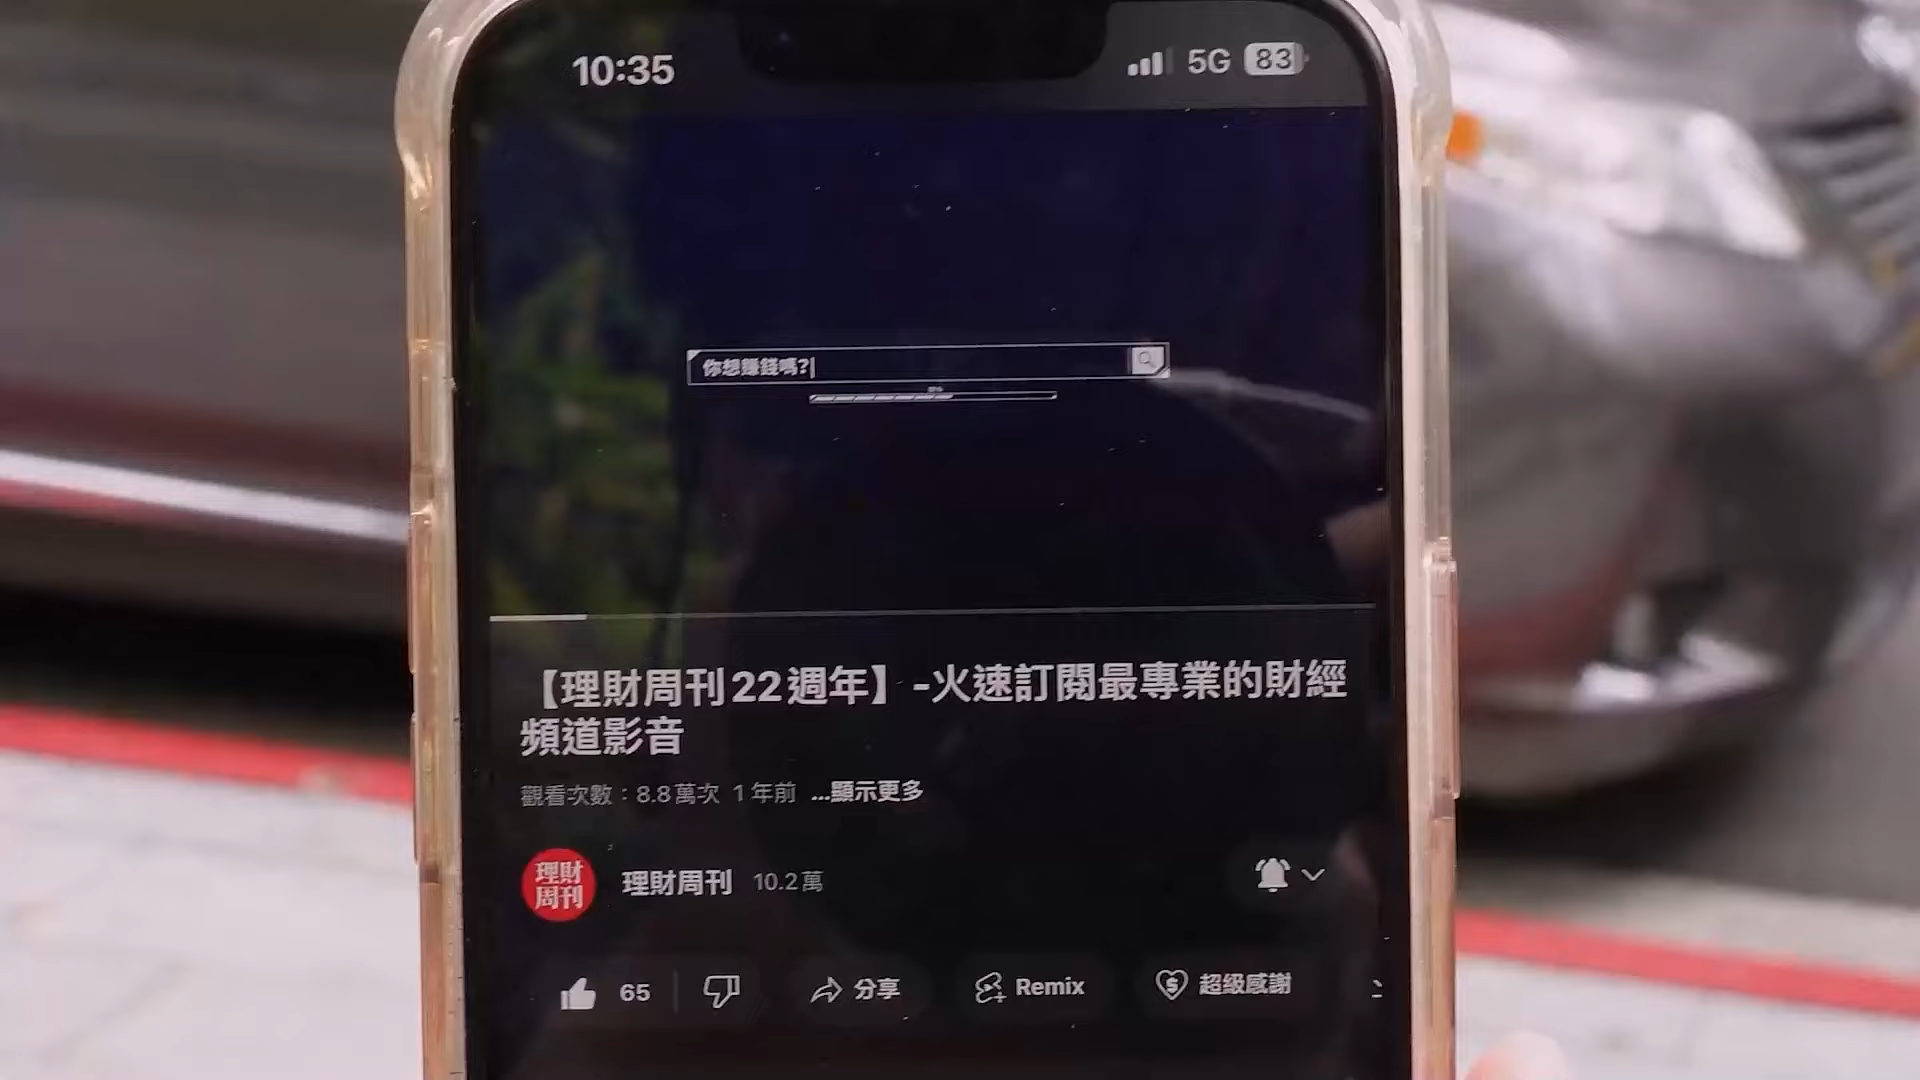 10:35
5G 83
你想賺錢嗎?
【理財周刊22週年】-火速訂閱最專業的財經
頻道影音
觀看次數：8.8萬次 1年前 ...顯示更多
理財
周刊
理財周刊 10.2萬
65
分享
Remix
超級感謝